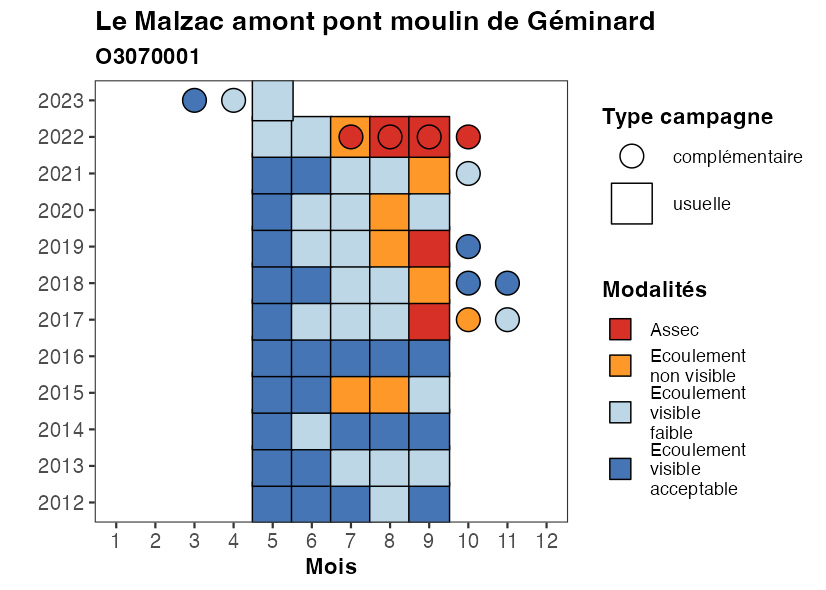 Le Malzac amont pont moulin de Géminard
O3070001
2023
2022
2021
2020
2019
2018
2017
2016
2015
2014
2013
2012
1 2 3 4 5 6 7 8 9 10 11 12
Mois
Type campagne
complémentaire
usuelle
Modalités
Assec
Ecoulement
non visible
Ecoulement
visible
faible
Ecoulement
visible
acceptable